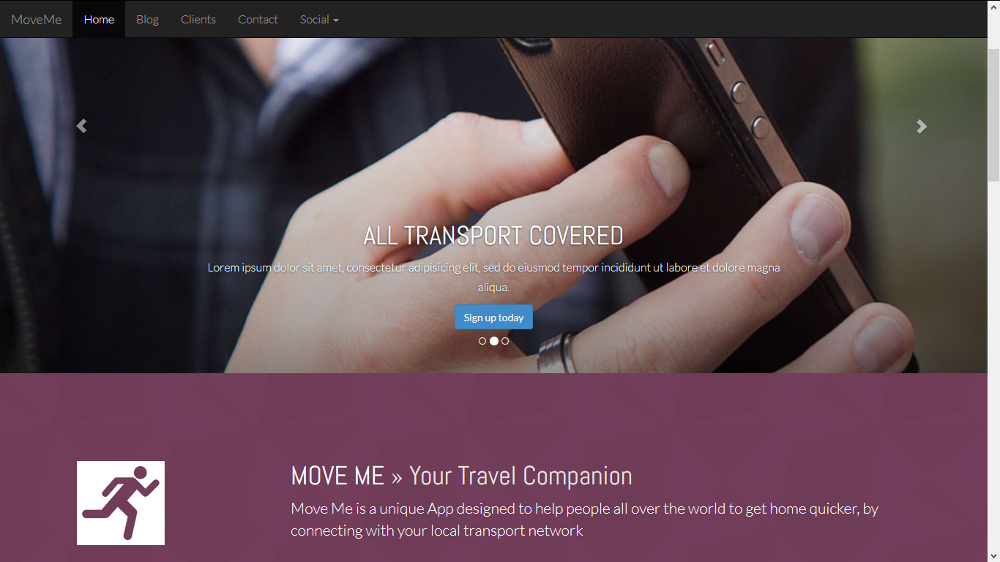 MoveMe Home Blog Clients Contact Social
ALL TRANSPORT COVERED
Lorem ipsum dolor sit amet, consectetur adipisicing elit, sed do eiusmod tempor incididunt ut labore et dolore magna
aliqua.
Sign up today
MOVE ME » Your Travel Companion
Move Me is a unique App designed to help people all over the world to get home quicker, by
connecting with your local transport network